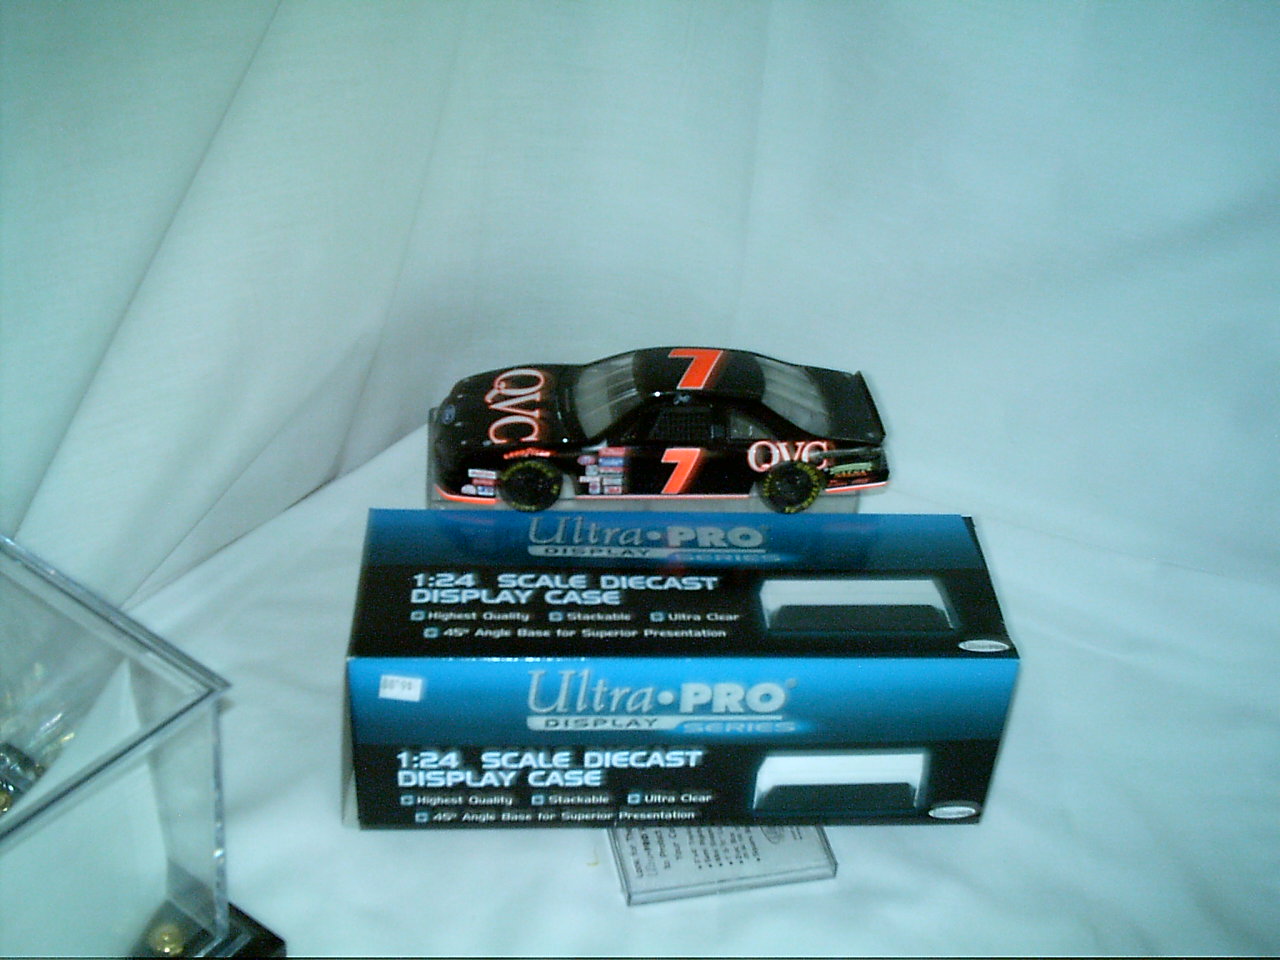 7
QVC
7
QVC
Ultra•PRO
DISPLAY SERIES
1:24 SCALE DIECAST
DISPLAY CASE
Highest Quality Stackable Ultra Clear
45° Angle Base for Superior Presentation
Ultra•PRO
DISPLAY SERIES
1:24 SCALE DIECAST
DISPLAY CASE
Highest Quality Stackable Ultra Clear
45° Angle Base for Superior Presentation